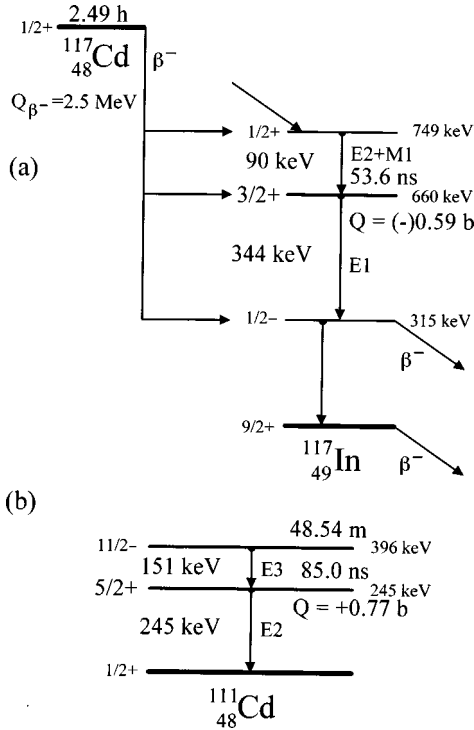 2.49 h
1/2+
117
48Cd
β−
Qβ− =2.5 MeV
(a)
1/2+
749 keV
90 keV
E2+M1
53.6 ns
3/2+
660 keV
Q = (-)0.59 b
344 keV
E1
1/2−
315 keV
β−
9/2+
117
49In
β−
(b)
48.54 m
11/2−
396 keV
151 keV
E3
85.0 ns
5/2+
245 keV
Q = +0.77 b
245 keV
E2
1/2+
111
48Cd